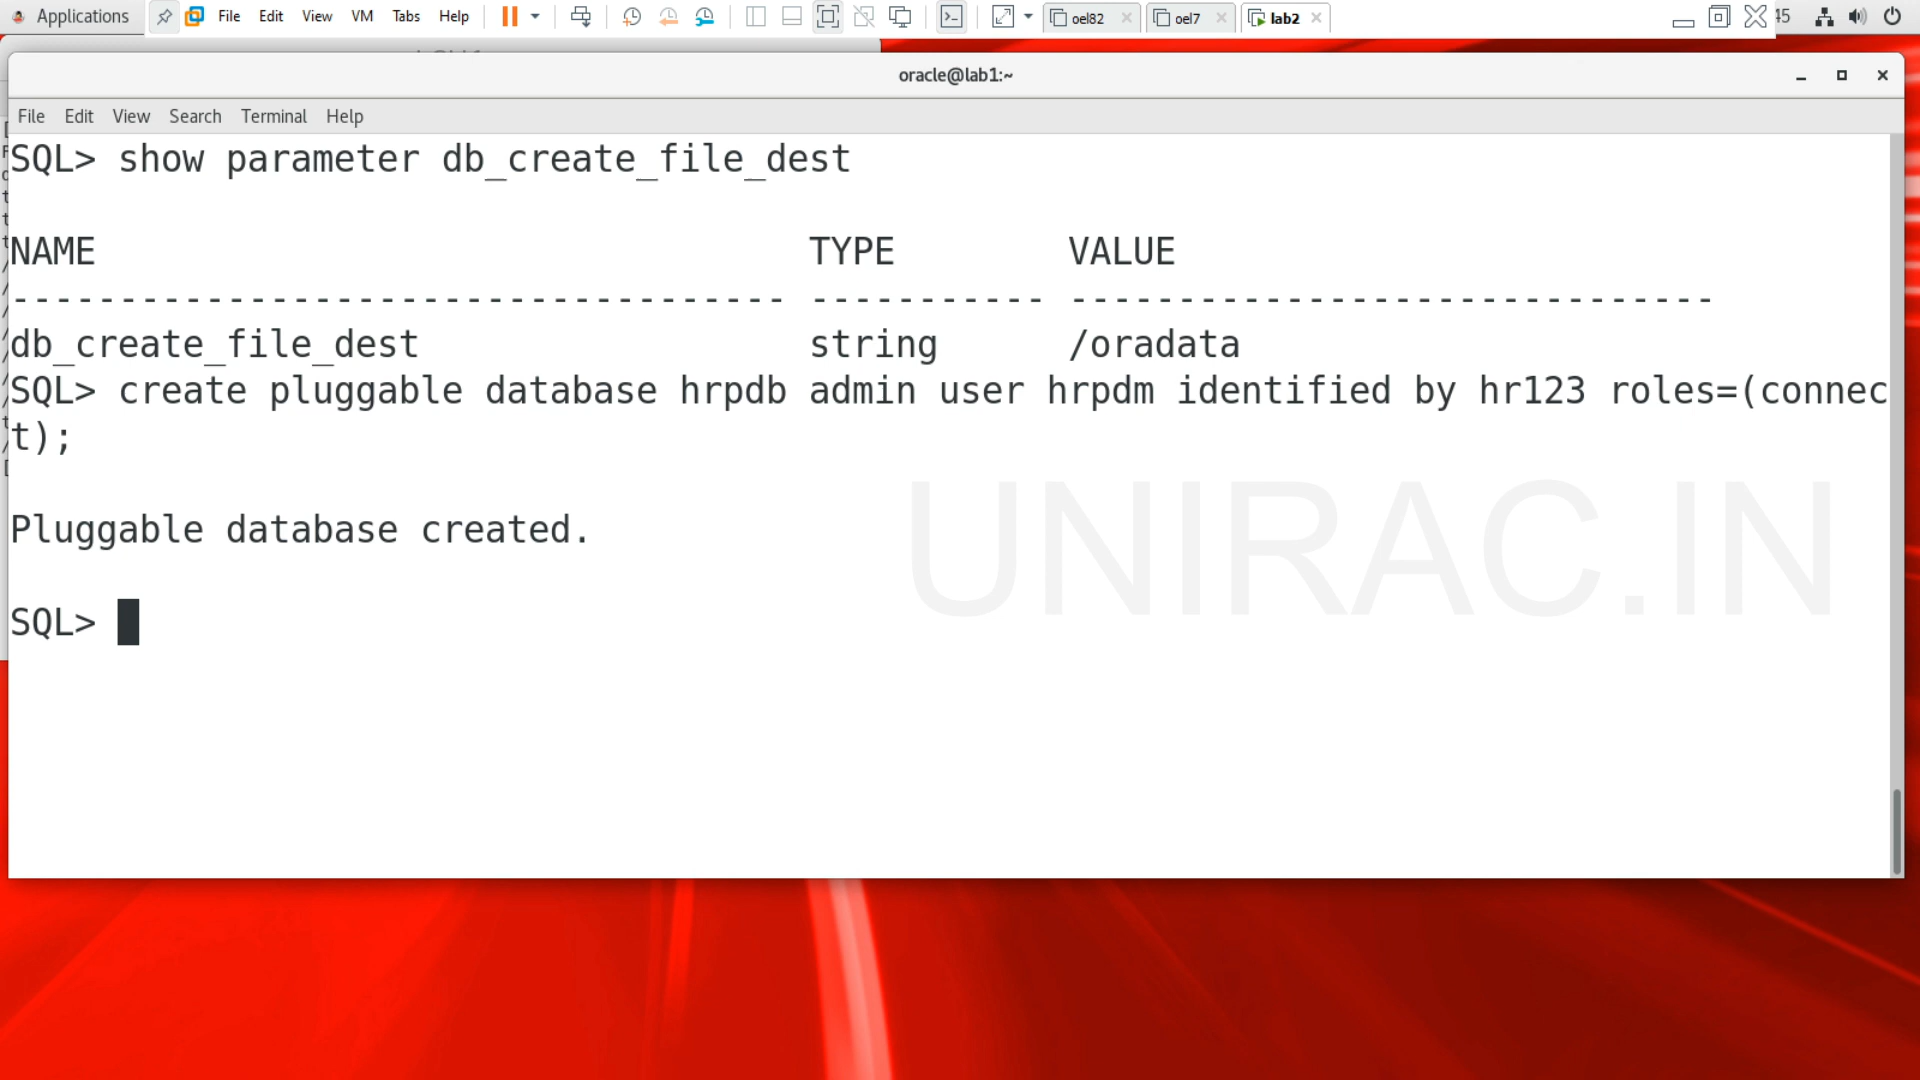 Applications File Edit View VM Tabs Help oel82 oel7 lab2 45
oracle@lab1:~
File Edit View Search Terminal Help
SQL> show parameter db_create_file_dest
NAME TYPE VALUE
------------------------------------ ----------- ------------------------------
db_create_file_dest string /oradata
SQL> create pluggable database hrpdb admin user hrpdm identified by hr123 roles=(connec
t);
Pluggable database created.
SQL>
UNIRAC.IN